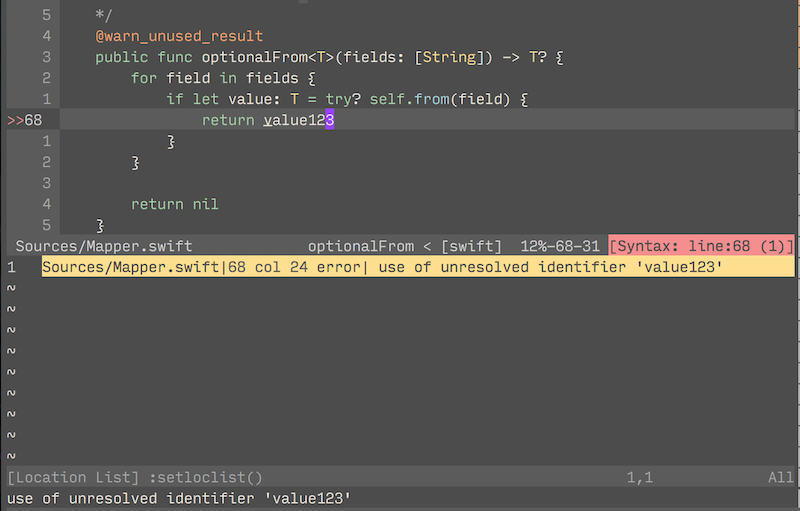 5    */
4    @warn_unused_result
3    public func optionalFrom<T>(fields: [String]) -> T? {
2        for field in fields {
1            if let value: T = try? self.from(field) {
>>68                return value123
1            }
2        }
3
4        return nil
5    }
Sources/Mapper.swift    optionalFrom < [swift]  12%-68-31 [Syntax: line:68 (1)]
1  Sources/Mapper.swift|68 col 24 error| use of unresolved identifier 'value123'
~
~
~
~
~
~
~
~
~
[Location List] :setloclist()    1,1    All
use of unresolved identifier 'value123'